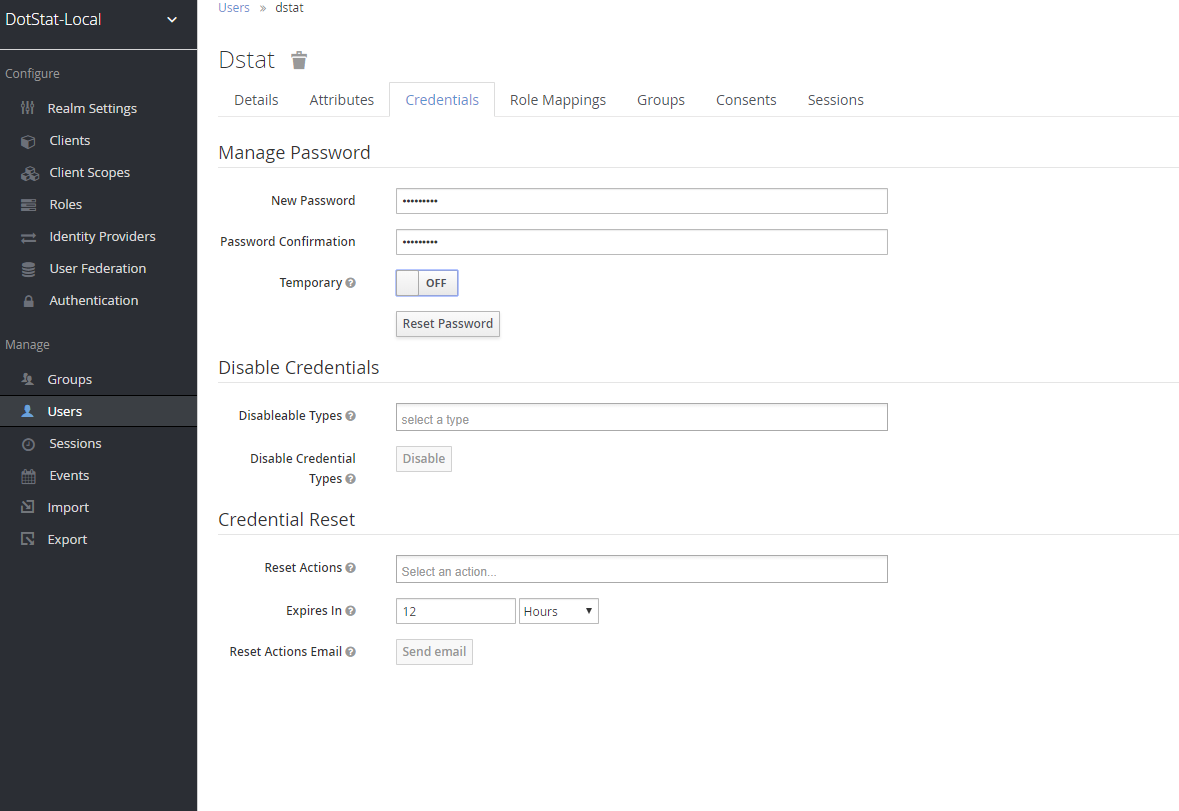 DotStat-Local
Configure
Realm Settings
Clients
Client Scopes
Roles
Identity Providers
User Federation
Authentication
Manage
Groups
Users
Sessions
Events
Import
Export
Users » dstat
Dstat
Details Attributes Credentials Role Mappings Groups Consents Sessions
Manage Password
New Password •••••••••
Password Confirmation •••••••••
Temporary OFF
Reset Password
Disable Credentials
Disableable Types select a type
Disable Credential
Types
Disable
Credential Reset
Reset Actions Select an action...
Expires In 12 Hours
Reset Actions Email Send email